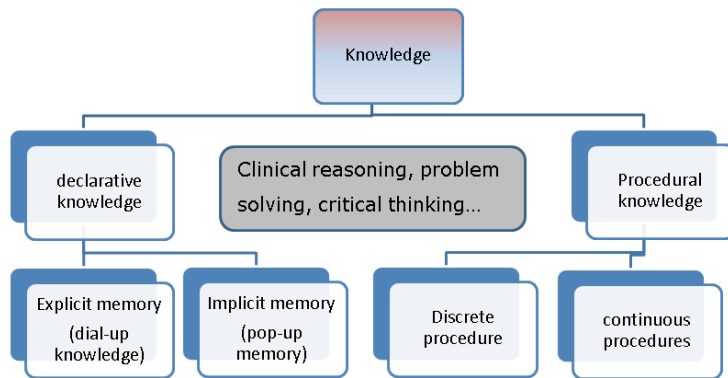 Knowledge
declarative
knowledge
Clinical reasoning, problem
solving, critical thinking...
Procedural
knowledge
Explicit memory
(dial-up
knowledge)
Implicit memory
(pop-up
memory)
Discrete
procedure
continuous
procedures